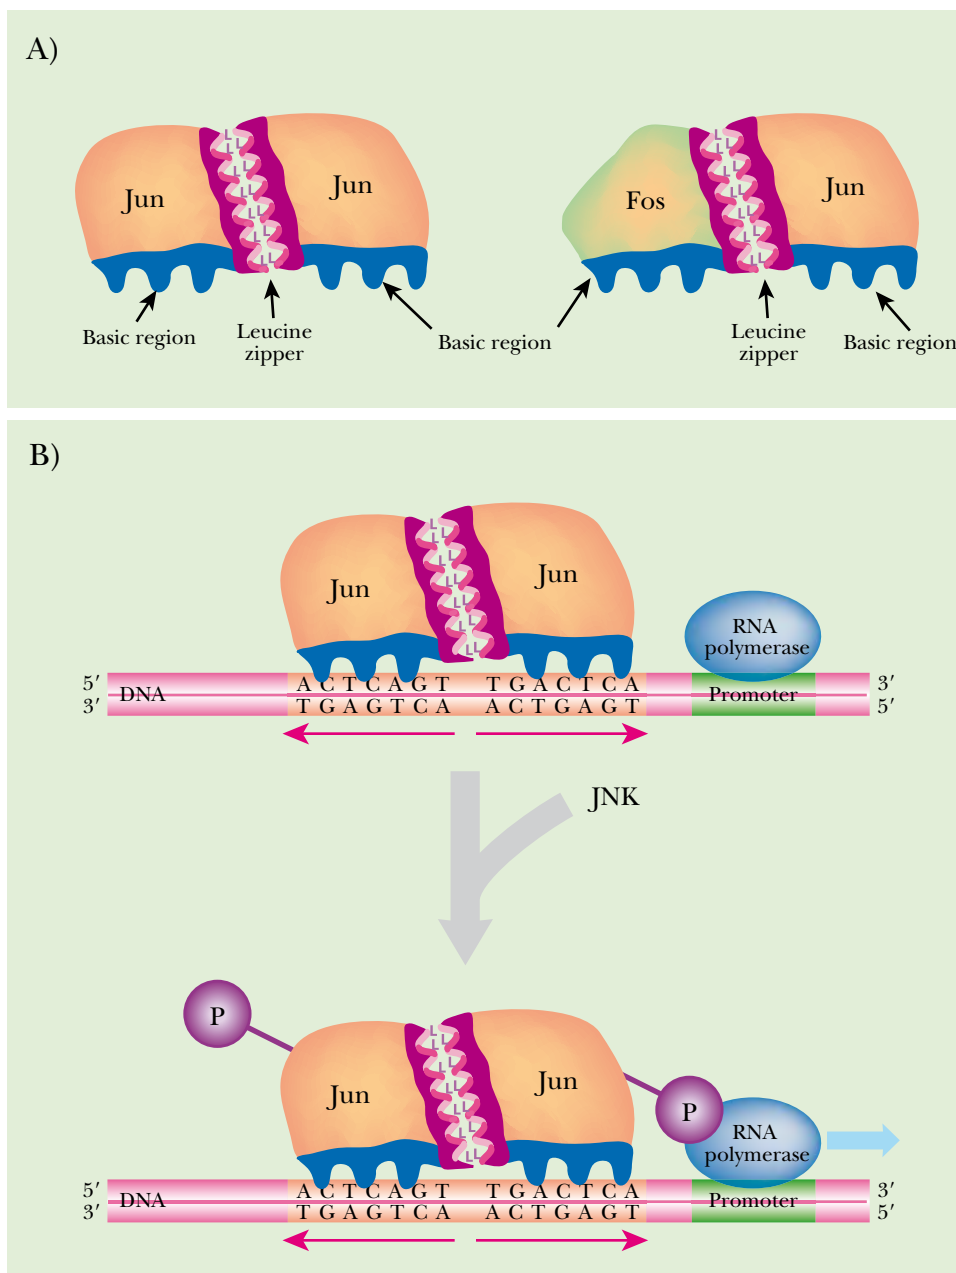 A)
Jun
Jun
Fos
Jun
L L L L L L L L L L L L
L L L L L L L L L L L L
Basic region
Leucine
zipper
Basic region
Leucine
zipper
Basic region
B)
Jun
Jun
L L L L L L L L L L L L
RNA
polymerase
5′ DNA A C T C A G T T G A C T C A Promoter 3′
3′ T G A G T C A A C T G A G T 5′
JNK
P
Jun
Jun
L L L L L L L L L L L L
P
RNA
polymerase
5′ DNA A C T C A G T T G A C T C A Promoter 3′
3′ T G A G T C A A C T G A G T 5′